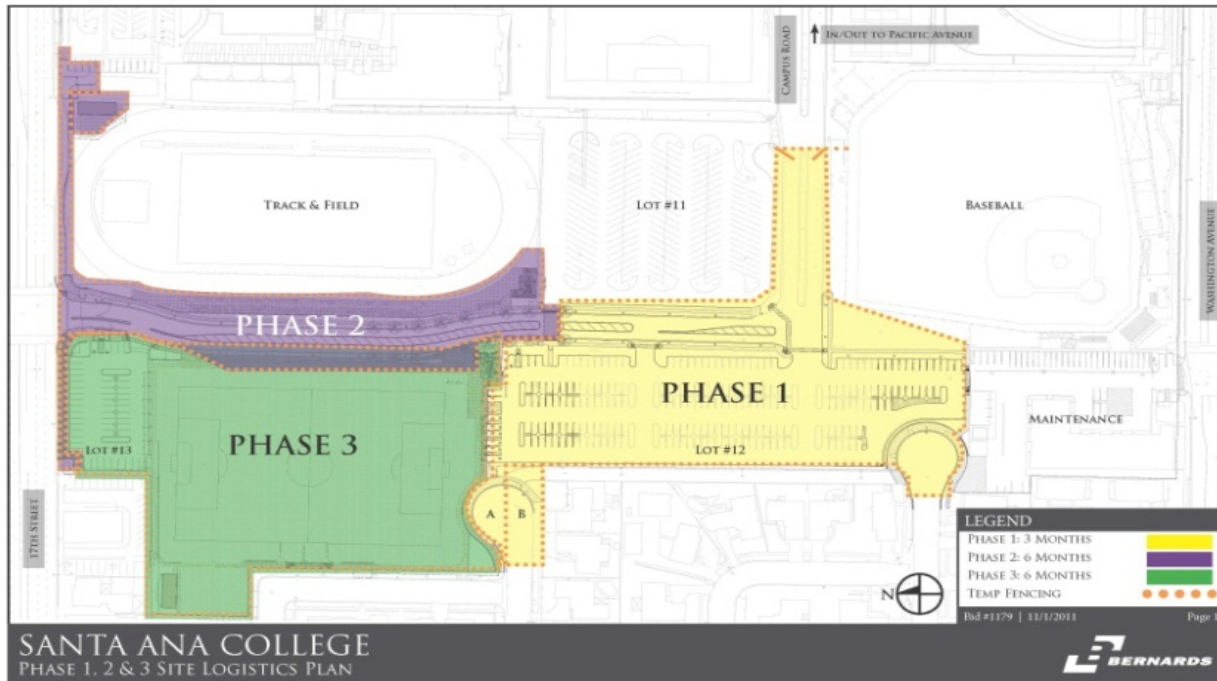 CAMPUS ROAD
IN/OUT TO PACIFIC AVENUE
TRACK & FIELD
LOT #11
BASEBALL
WASHINGTON AVENUE
PHASE 2
PHASE 1
PHASE 3
LOT #13
LOT #12
MAINTENANCE
17TH STREET
A
B
N
LEGEND
PHASE 1: 3 MONTHS
PHASE 2: 6 MONTHS
PHASE 3: 6 MONTHS
TEMP FENCING
Bid #1179 | 11/1/2011
Page 1
SANTA ANA COLLEGE
PHASE 1, 2 & 3 SITE LOGISTICS PLAN
BERNARDS